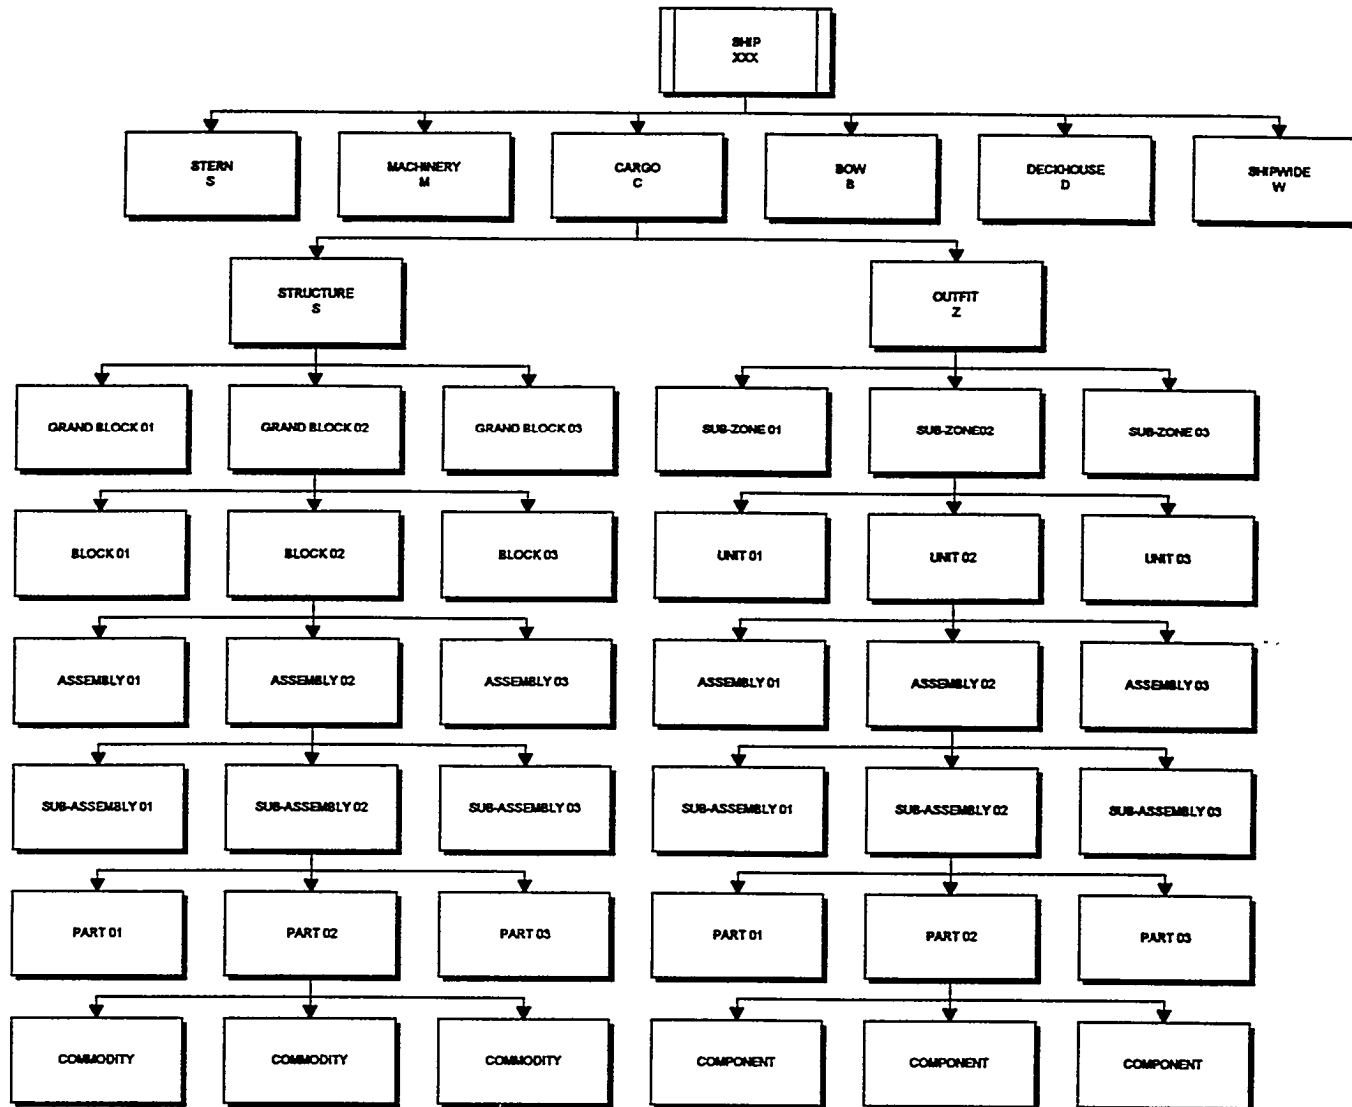 SHIP
XXX
STERN
S
MACHINERY
M
CARGO
C
BOW
B
DECKHOUSE
D
SHIPWIDE
W
STRUCTURE
S
OUTFIT
Z
GRAND BLOCK 01
GRAND BLOCK 02
GRAND BLOCK 03
SUB-ZONE 01
SUB-ZONE02
SUB-ZONE 03
BLOCK 01
BLOCK 02
BLOCK 03
UNIT 01
UNIT 02
UNIT 03
ASSEMBLY 01
ASSEMBLY 02
ASSEMBLY 03
ASSEMBLY 01
ASSEMBLY 02
ASSEMBLY 03
SUB-ASSEMBLY 01
SUB-ASSEMBLY 02
SUB-ASSEMBLY 03
SUB-ASSEMBLY 01
SUB-ASSEMBLY 02
SUB-ASSEMBLY 03
PART 01
PART 02
PART 03
PART 01
PART 02
PART 03
COMMODITY
COMMODITY
COMMODITY
COMPONENT
COMPONENT
COMPONENT